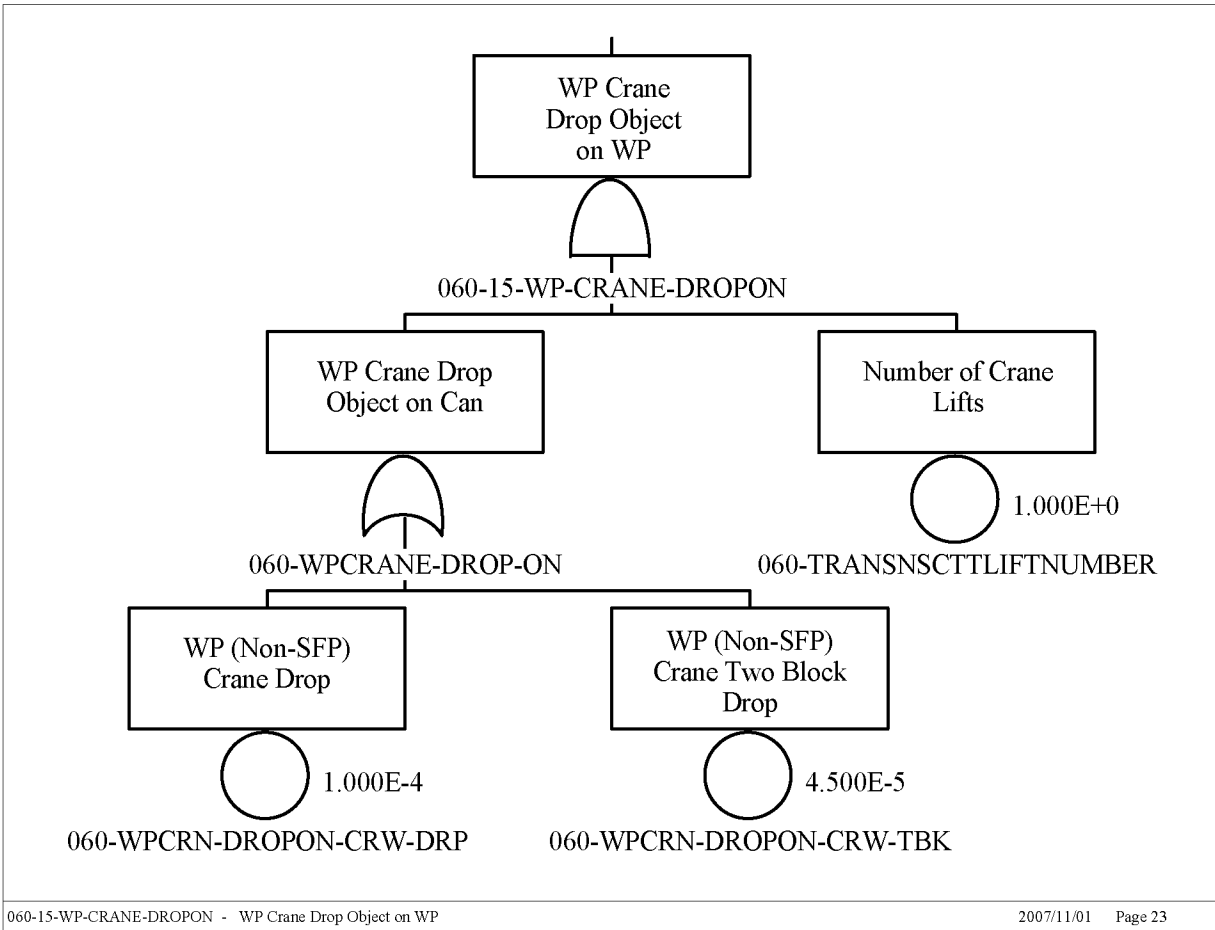 WP Crane
Drop Object
on WP
060-15-WP-CRANE-DROPON
WP Crane Drop
Object on Can
Number of Crane
Lifts
1.000E+0
060-WPCRANE-DROP-ON
060-TRANSNSCTTLIFTNUMBER
WP (Non-SFP)
Crane Drop
WP (Non-SFP)
Crane Two Block
Drop
1.000E-4
4.500E-5
060-WPCRN-DROPON-CRW-DRP
060-WPCRN-DROPON-CRW-TBK
060-15-WP-CRANE-DROPON - WP Crane Drop Object on WP
2007/11/01 Page 23